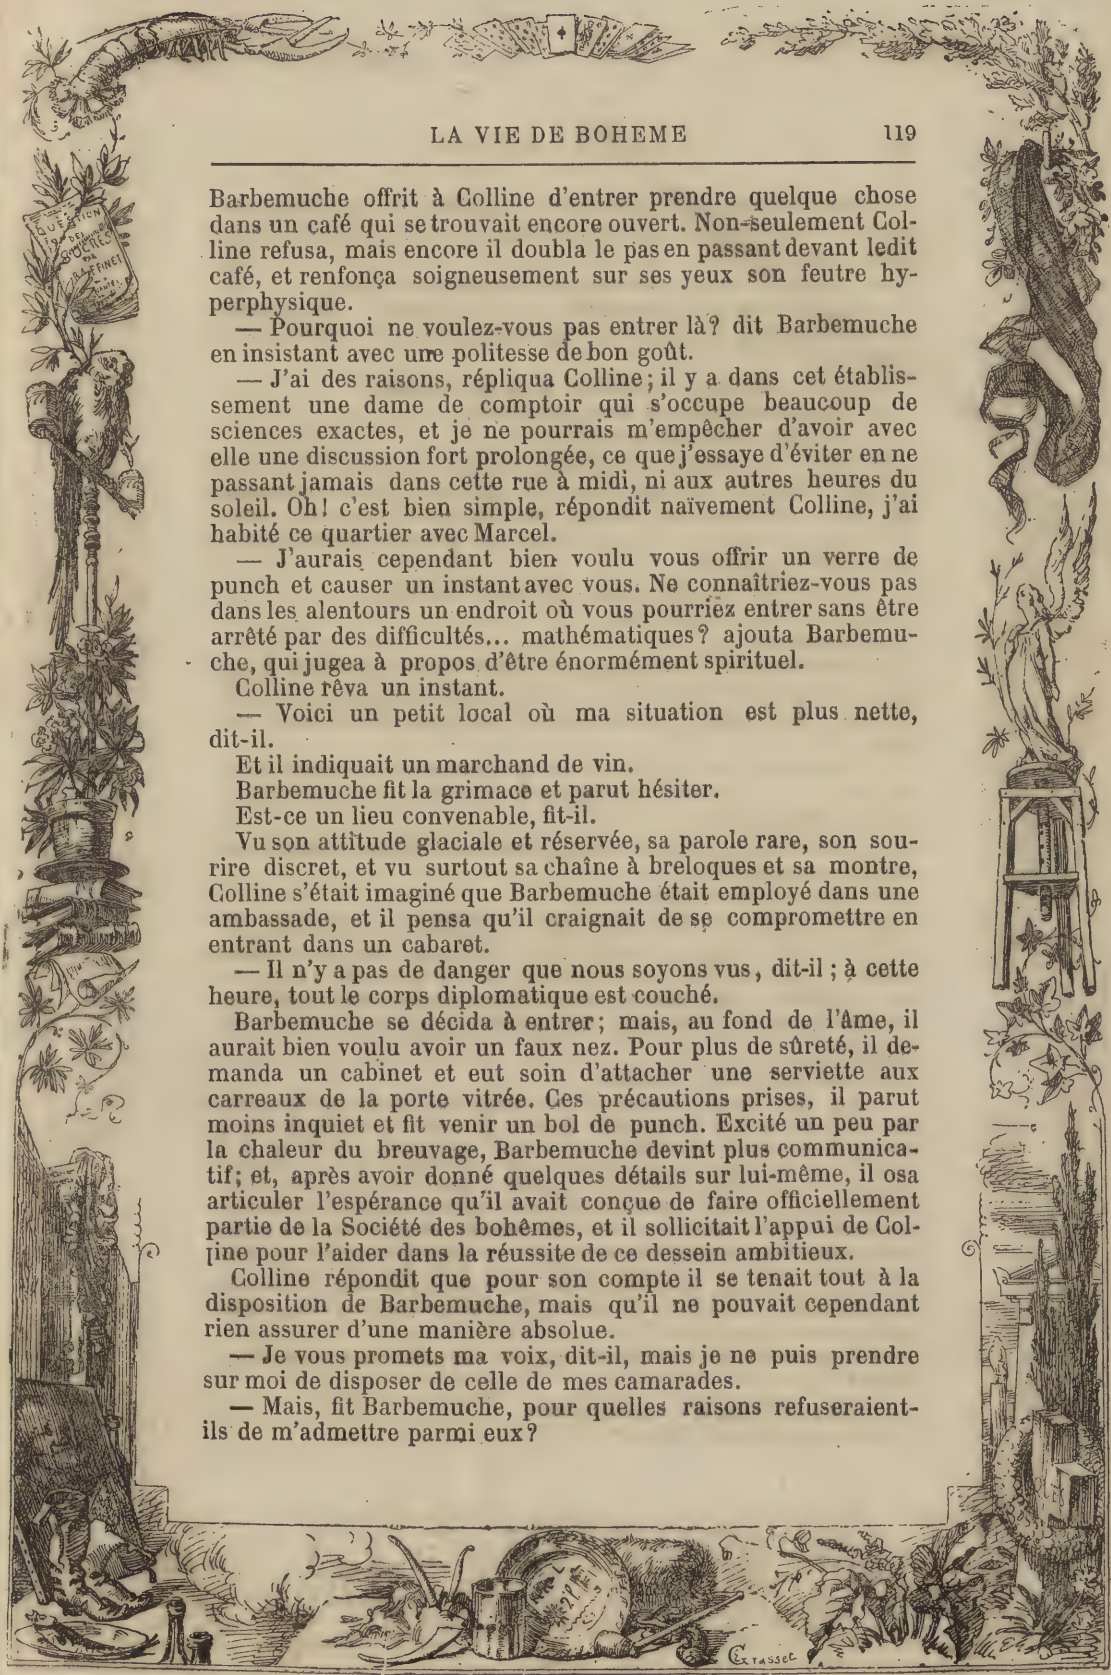 LA VIE DE BOHEME 119
Barbemuche offrit à Colline d'entrer prendre quelque chose
dans un café qui se trouvait encore ouvert. Non-seulement Col-
line refusa, mais encore il doubla le pas en passant devant ledit
café, et renfonça soigneusement sur ses yeux son feutre hy-
perphysique.
— Pourquoi ne voulez-vous pas entrer là? dit Barbemuche
en insistant avec une politesse de bon goût.
— J'ai des raisons, répliqua Colline; il y a dans cet établis-
sement une dame de comptoir qui s'occupe beaucoup de
sciences exactes, et je ne pourrais m'empêcher d'avoir avec
elle une discussion fort prolongée, ce que j'essaye d'éviter en ne
passant jamais dans cette rue à midi, ni aux autres heures du
soleil. Oh! c'est bien simple, répondit naïvement Colline, j'ai
habité ce quartier avec Marcel.
— J'aurais cependant bien voulu vous offrir un verre de
punch et causer un instant avec vous. Ne connaîtriez-vous pas
dans les alentours un endroit où vous pourriez entrer sans être
arrêté par des difficultés... mathématiques? ajouta Barbemu-
che, qui jugea à propos d'être énormément spirituel.
Colline rêva un instant.
— Voici un petit local où ma situation est plus nette,
dit-il.
Et il indiquait un marchand de vin.
Barbemuche fit la grimace et parut hésiter.
Est-ce un lieu convenable, fit-il.
Vu son attitude glaciale et réservée, sa parole rare, son sou-
rire discret, et vu surtout sa chaîne à breloques et sa montre,
Colline s'était imaginé que Barbemuche était employé dans une
ambassade, et il pensa qu'il craignait de se compromettre en
entrant dans un cabaret.
— Il n'y a pas de danger que nous soyons vus, dit-il; à cette
heure, tout le corps diplomatique est couché.
Barbemuche se décida à entrer; mais, au fond de l'âme, il
aurait bien voulu avoir un faux nez. Pour plus de sûreté, il de-
manda un cabinet et eut soin d'attacher une serviette aux
carreaux de la porte vitrée. Ces précautions prises, il parut
moins inquiet et fit venir un bol de punch. Excité un peu par
la chaleur du breuvage, Barbemuche devint plus communica-
tif; et, après avoir donné quelques détails sur lui-même, il osa
articuler l'espérance qu'il avait conçue de faire officiellement
partie de la Société des bohêmes, et il sollicitait l'appui de Col-
line pour l'aider dans la réussite de ce dessein ambitieux.
Colline répondit que pour son compte il se tenait tout à la
disposition de Barbemuche, mais qu'il ne pouvait cependant
rien assurer d'une manière absolue.
— Je vous promets ma voix, dit-il, mais je ne puis prendre
sur moi de disposer de celle de mes camarades.
— Mais, fit Barbemuche, pour quelles raisons refuseraient-
ils de m'admettre parmi eux?
QUESTION
DES
SUCRES
PAR
RAFFINET
EGrasset